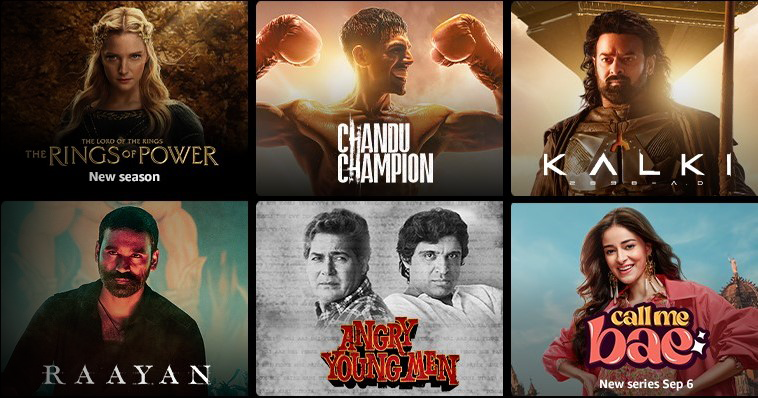 THE LORD OF THE RINGS
THE RINGS OF POWER
New season
CHANDU
CHAMPION
KALKI
2898-A.D
RAAYAN
ANGRY
YOUNG MEN
call me
bae
New series Sep 6